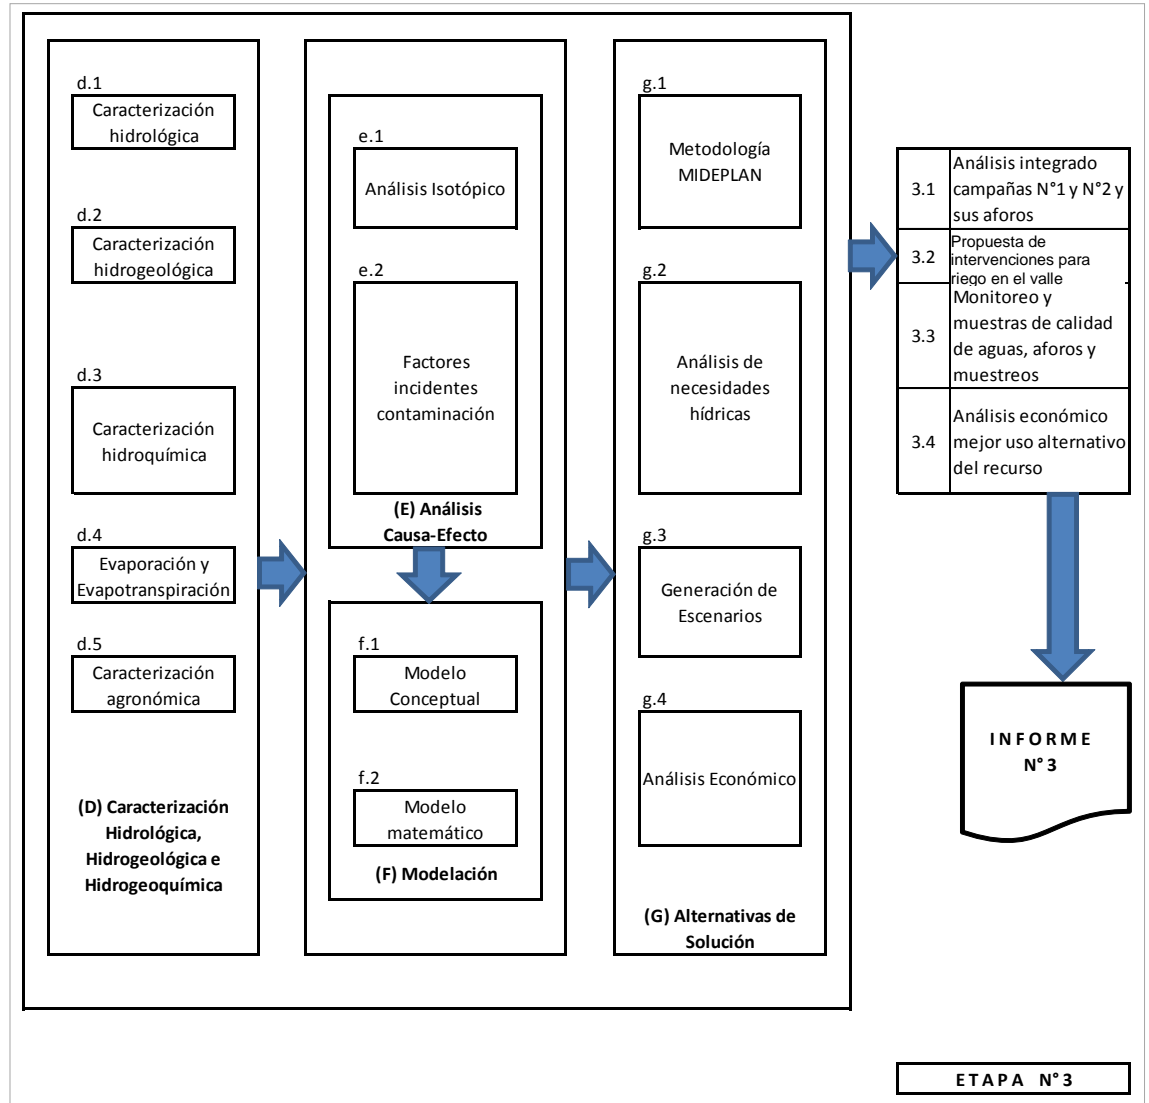 d.1
Caracterización
hidrológica
d.2
Caracterización
hidrogeológica
d.3
Caracterización
hidroquímica
d.4
Evaporación y
Evapotranspiración
d.5
Caracterización
agronómica
(D) Caracterización
Hidrológica,
Hidrogeológica e
Hidrogeoquímica
e.1
Análisis Isotópico
e.2
Factores
incidentes
contaminación
(E) Análisis
Causa-Efecto
f.1
Modelo
Conceptual
f.2
Modelo
matemático
(F) Modelación
g.1
Metodología
MIDEPLAN
g.2
Análisis de
necesidades
hídricas
g.3
Generación de
Escenarios
g.4
Análisis Económico
(G) Alternativas de
Solución
3.1
Análisis integrado
campañas N°1 y N°2 y
sus aforos
3.2
Propuesta de
intervenciones para
riego en el valle
3.3
Monitoreo y
muestras de calidad
de aguas, aforos y
muestreos
3.4
Análisis económico
mejor uso alternativo
del recurso
INFORME
N°3
ETAPA N°3